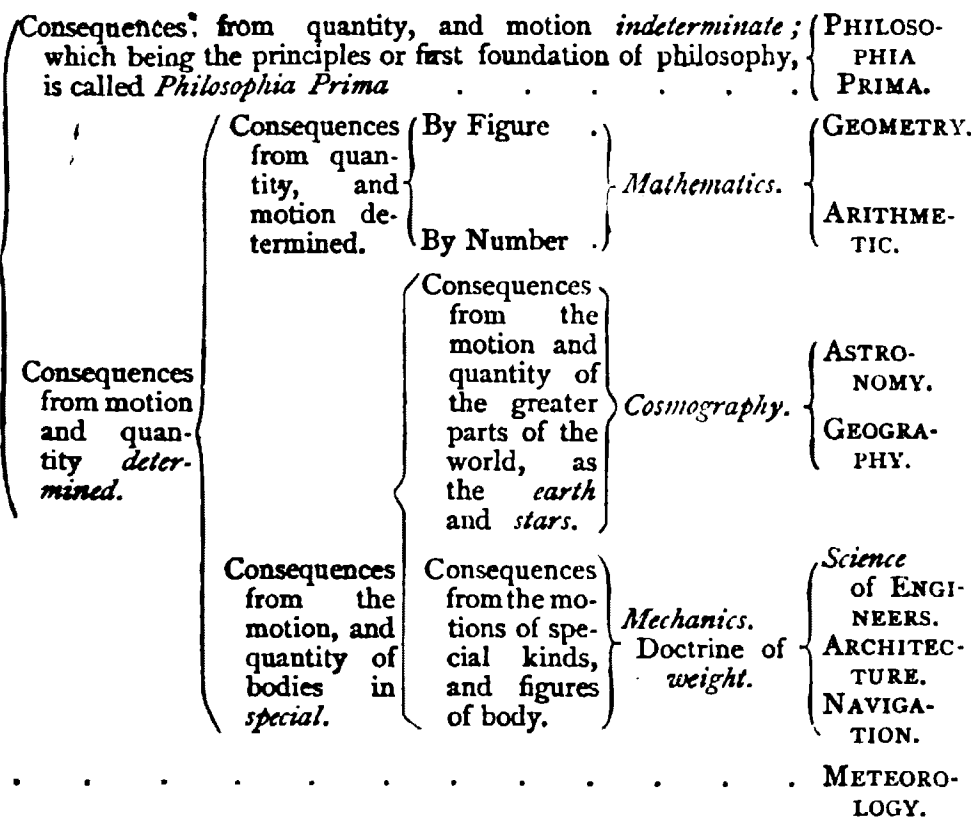 Consequences from quantity, and motion indeterminate;
which being the principles or first foundation of philosophy,
is called Philosophia Prima . . . . . .
PHILOSO-
PHIA
PRIMA.
Consequences
from motion
and quan-
tity deter-
mined.
Consequences
from quan-
tity, and
motion de-
termined.
By Figure .
By Number .
Mathematics.
GEOMETRY.
ARITHME-
TIC.
Consequences
from the
motion, and
quantity of
bodies in
special.
Consequences
from the
motion and
quantity of
the greater
parts of the
world, as
the earth
and stars.
Cosmography.
ASTRO-
NOMY.
GEOGRA-
PHY.
Consequences
from the mo-
tions of spe-
cial kinds,
and figures
of body.
Mechanics.
Doctrine of
weight.
Science
of ENGI-
NEERS.
ARCHITEC-
TURE.
NAVIGA-
TION.
. . . . . . . . . . . METEORO-
LOGY.